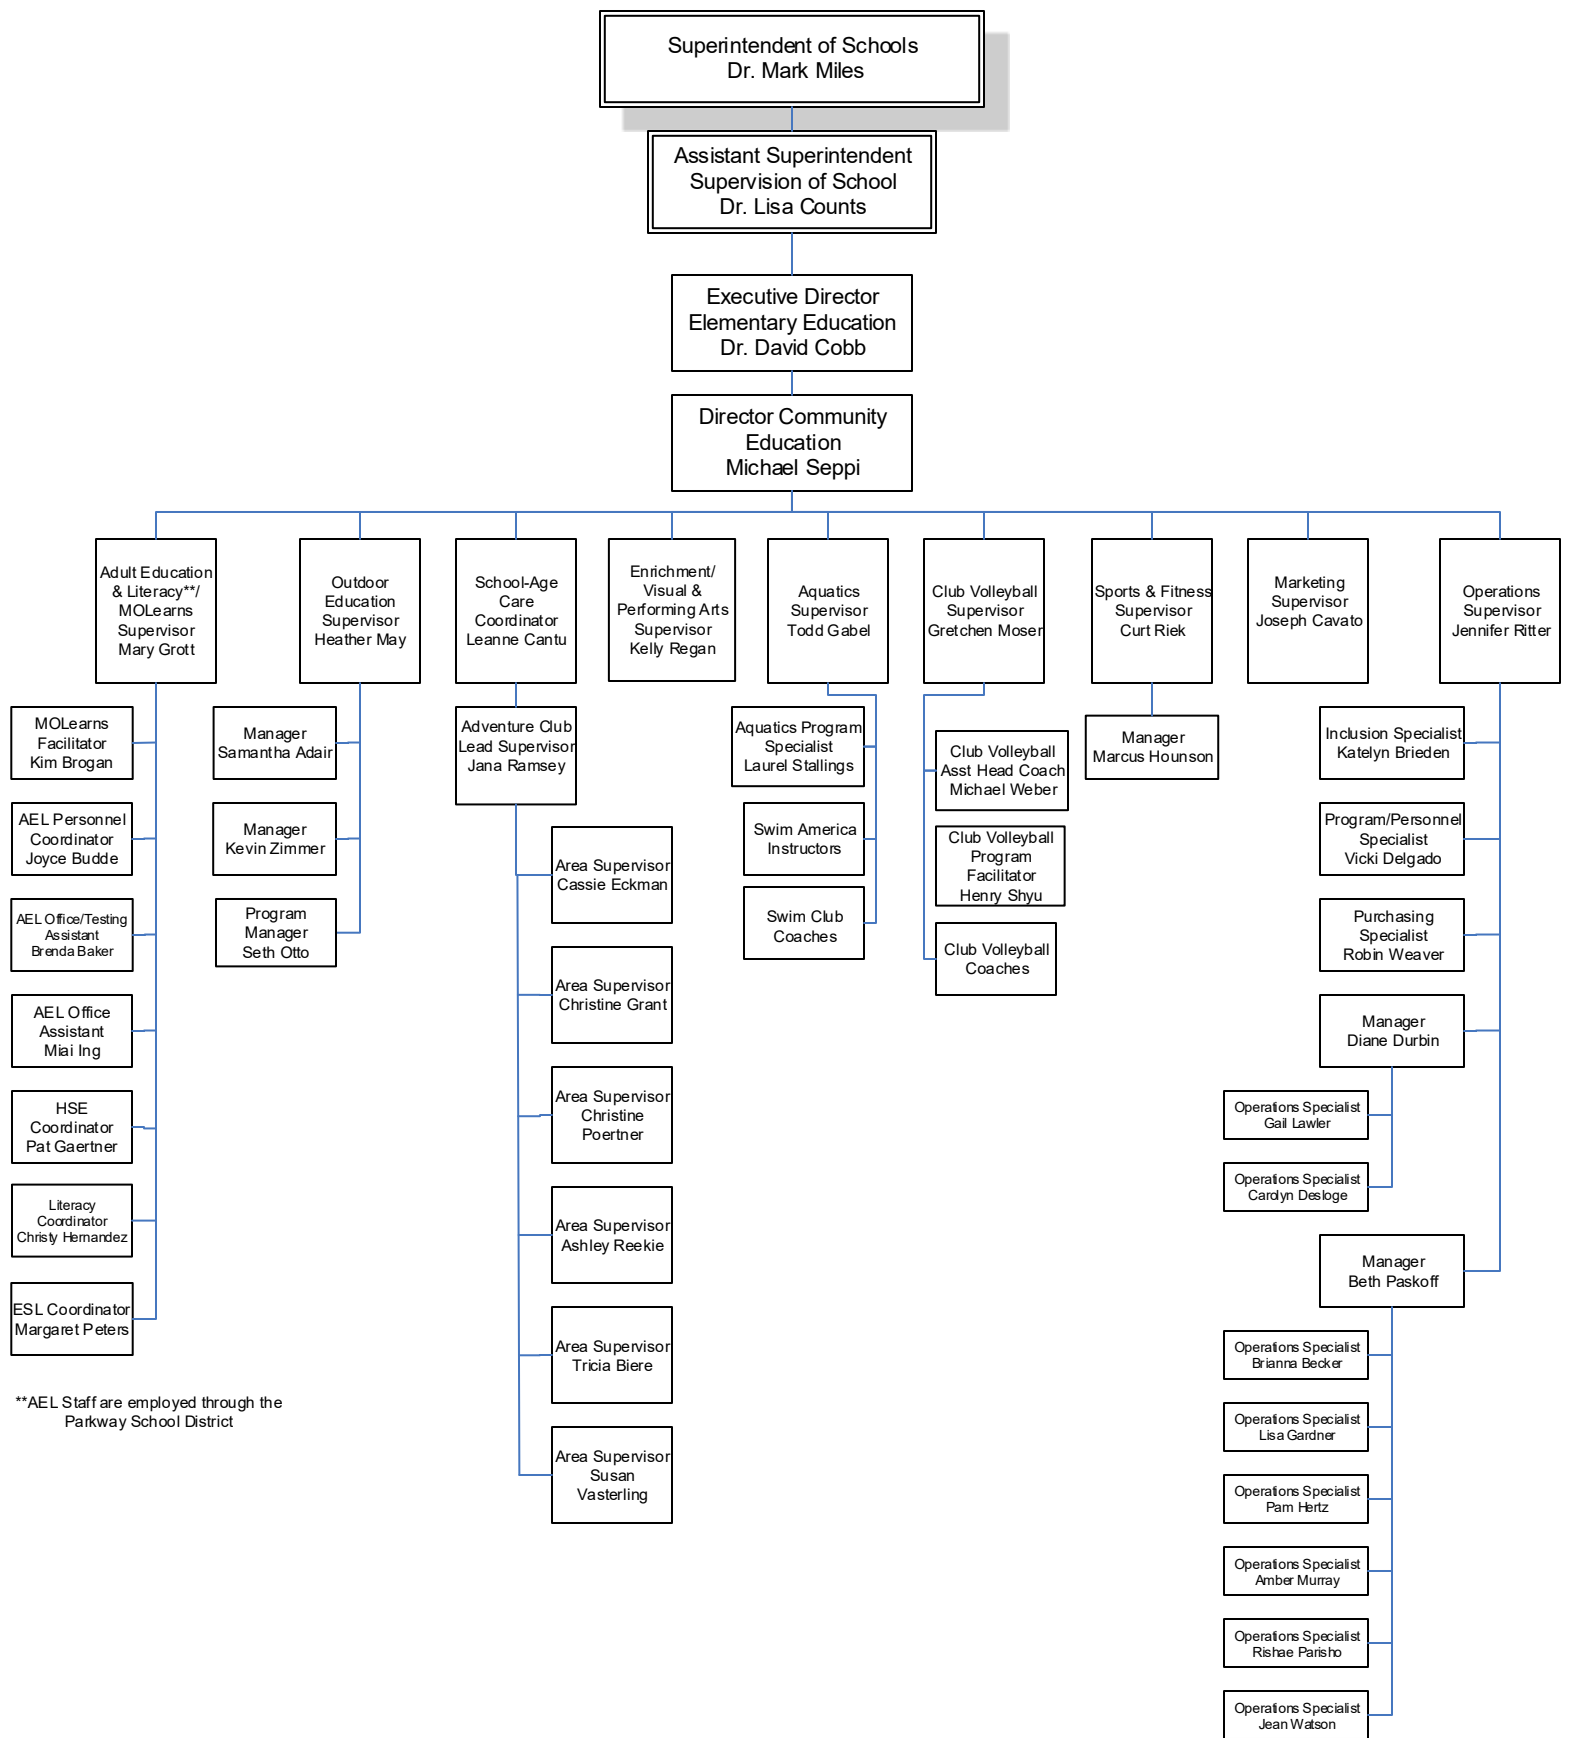 Superintendent of Schools
Dr. Mark Miles
Assistant Superintendent
Supervision of School
Dr. Lisa Counts
Executive Director
Elementary Education
Dr. David Cobb
Director Community
Education
Michael Seppi
Adult Education
& Literacy**/
MOLearns
Supervisor
Mary Grott
Outdoor
Education
Supervisor
Heather May
School-Age
Care
Coordinator
Leanne Cantu
Enrichment/
Visual &
Performing Arts
Supervisor
Kelly Regan
Aquatics
Supervisor
Todd Gabel
Club Volleyball
Supervisor
Gretchen Moser
Sports & Fitness
Supervisor
Curt Riek
Marketing
Supervisor
Joseph Cavato
Operations
Supervisor
Jennifer Ritter
MOLearns
Facilitator
Kim Brogan
AEL Personnel
Coordinator
Joyce Budde
AEL Office/Testing
Assistant
Brenda Baker
AEL Office
Assistant
Miai Ing
HSE
Coordinator
Pat Gaertner
Literacy
Coordinator
Christy Hernandez
ESL Coordinator
Margaret Peters
**AEL Staff are employed through the
Parkway School District
Manager
Samantha Adair
Manager
Kevin Zimmer
Program
Manager
Seth Otto
Adventure Club
Lead Supervisor
Jana Ramsey
Area Supervisor
Cassie Eckman
Area Supervisor
Christine Grant
Area Supervisor
Christine
Poertner
Area Supervisor
Ashley Reekie
Area Supervisor
Tricia Biere
Area Supervisor
Susan
Vasterling
Aquatics Program
Specialist
Laurel Stallings
Swim America
Instructors
Swim Club
Coaches
Club Volleyball
Asst Head Coach
Michael Weber
Club Volleyball
Program
Facilitator
Henry Shyu
Club Volleyball
Coaches
Manager
Marcus Hounson
Inclusion Specialist
Katelyn Brieden
Program/Personnel
Specialist
Vicki Delgado
Purchasing
Specialist
Robin Weaver
Manager
Diane Durbin
Operations Specialist
Gail Lawler
Operations Specialist
Carolyn Desloge
Manager
Beth Paskoff
Operations Specialist
Brianna Becker
Operations Specialist
Lisa Gardner
Operations Specialist
Pam Hertz
Operations Specialist
Amber Murray
Operations Specialist
Rishae Parisho
Operations Specialist
Jean Watson